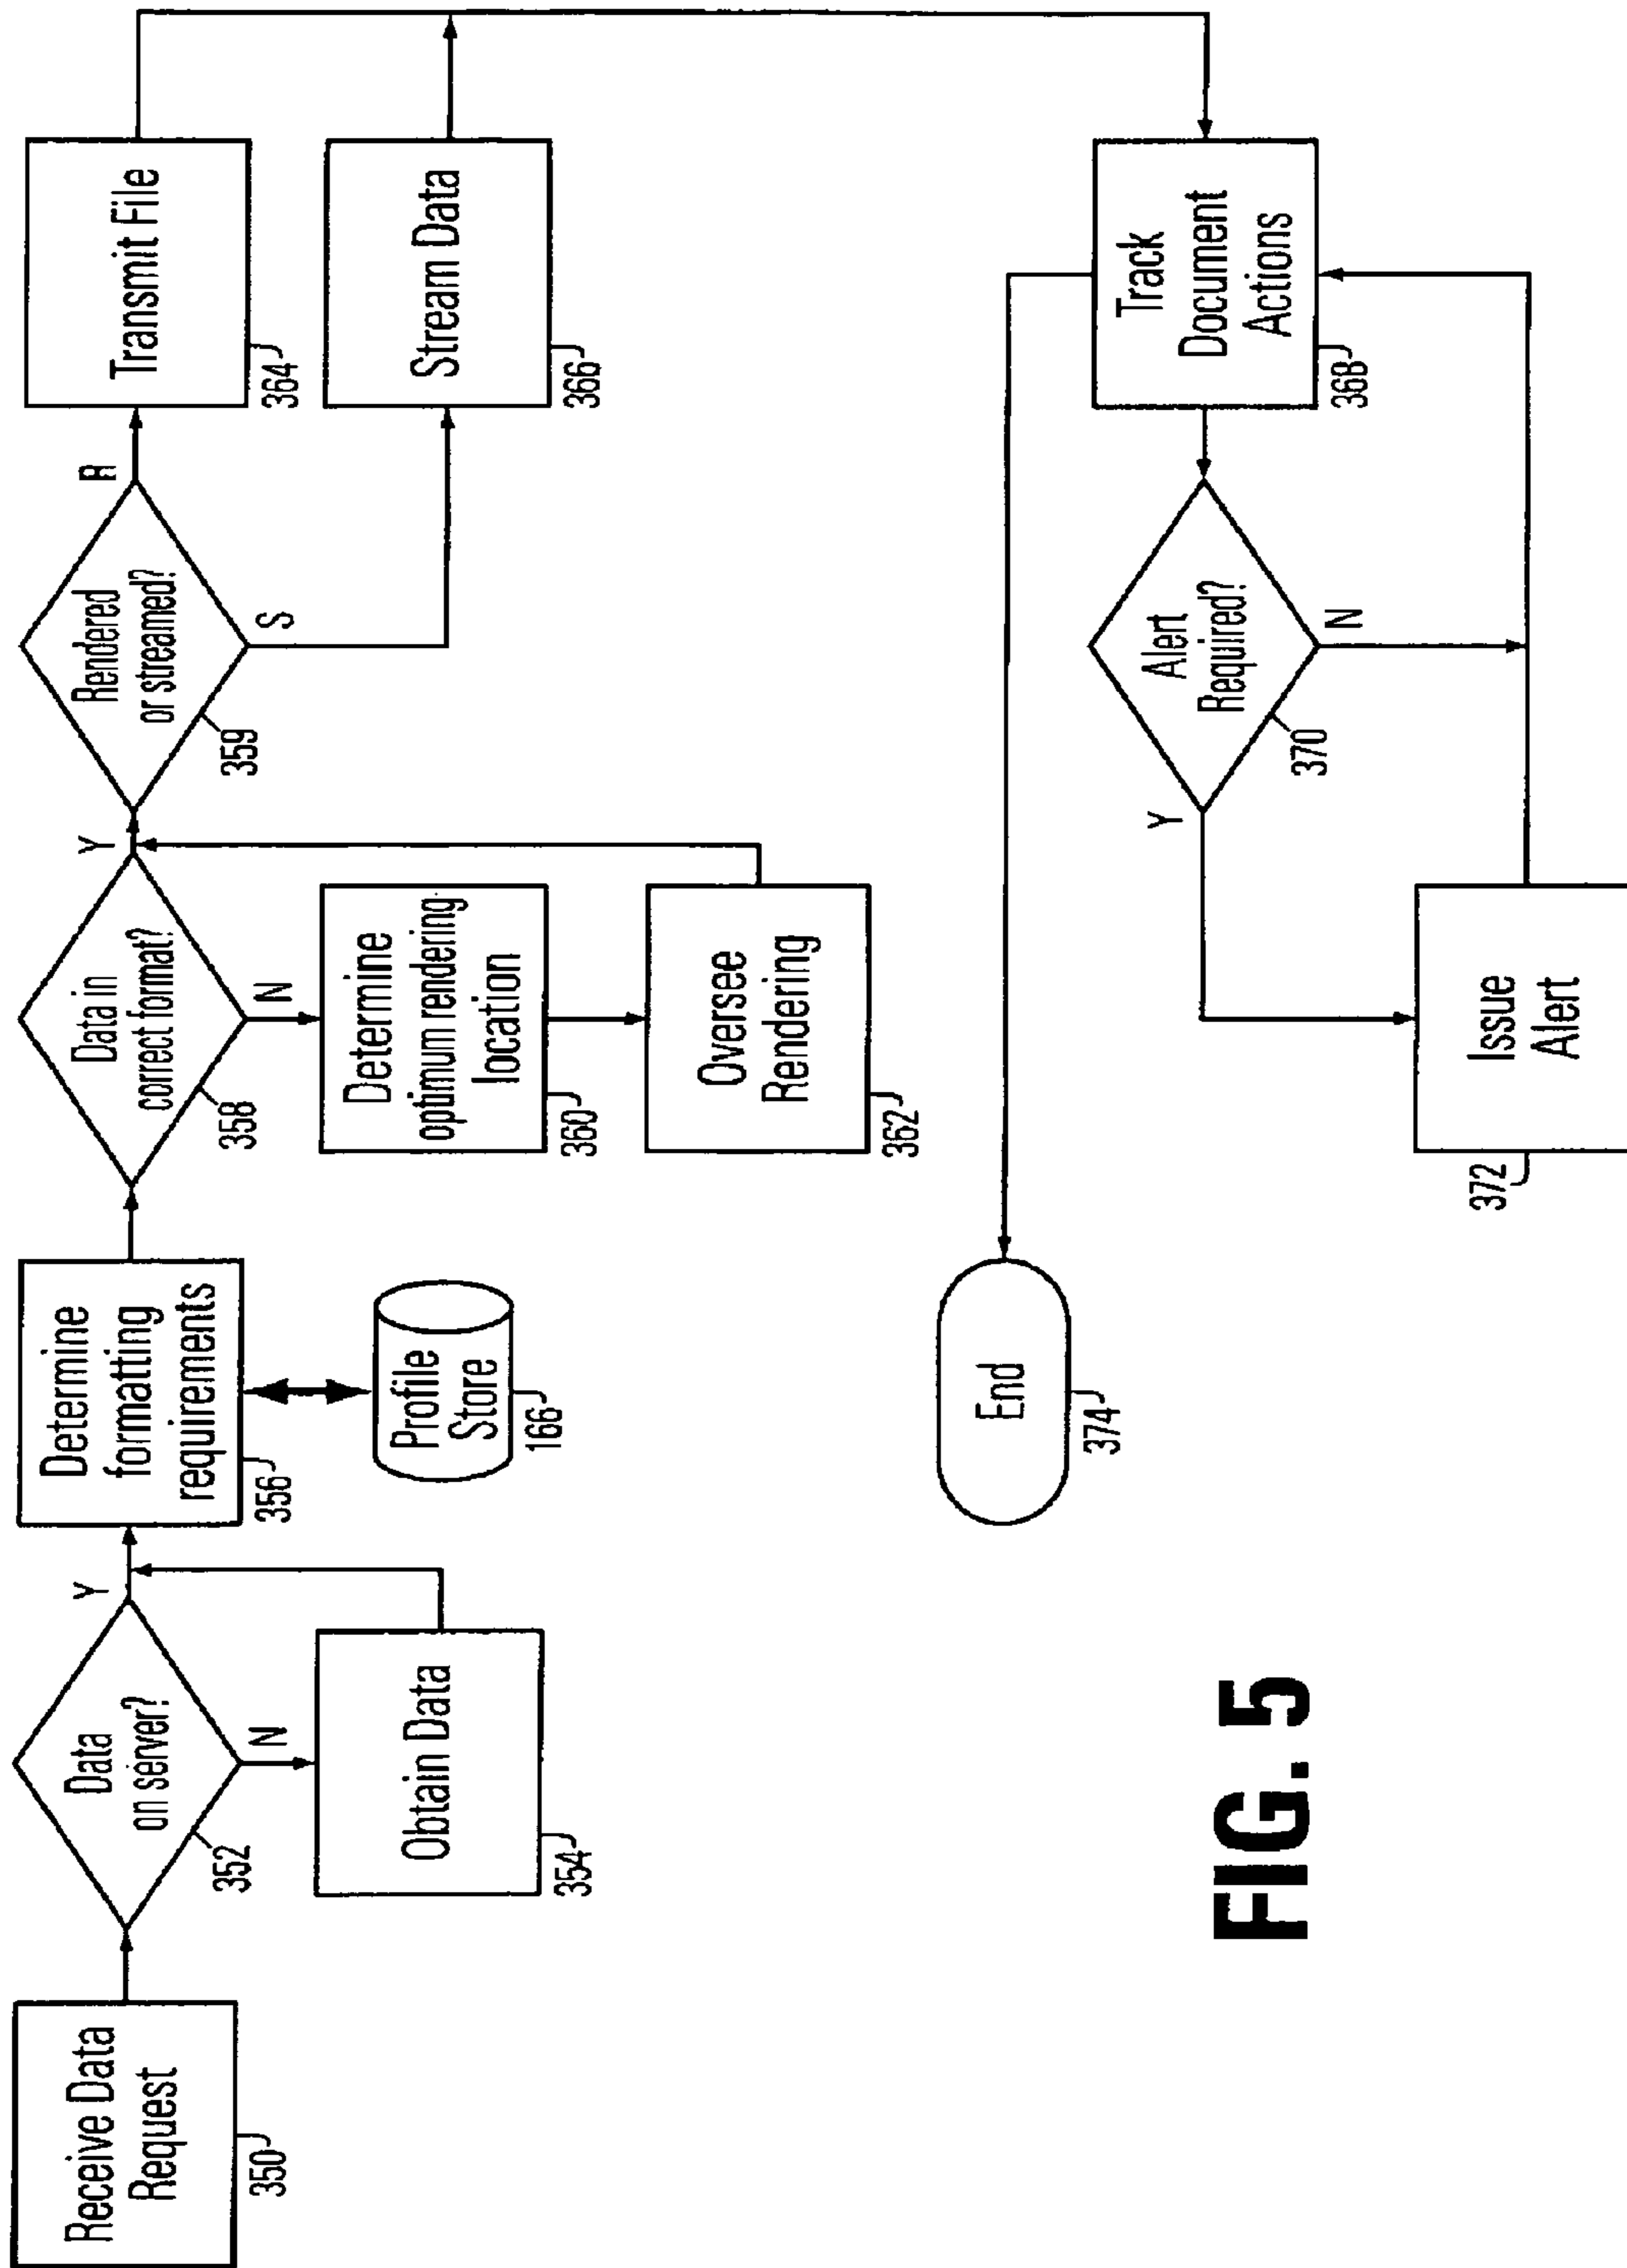 Receive Data
Request
350
Data
on server?
352
Y
N
Obtain Data
354
Determine
formatting
requirements
356
Profile
Store
166
Data in
correct format?
358
Y
N
Determine
optimum rendering
location
360
Oversee
Rendering
362
Rendered
or streamed?
359
R
S
Transmit File
364
Stream Data
366
Track
Document
Actions
368
Alert
Required?
370
Y
N
Issue
Alert
372
End
374
FIG. 5